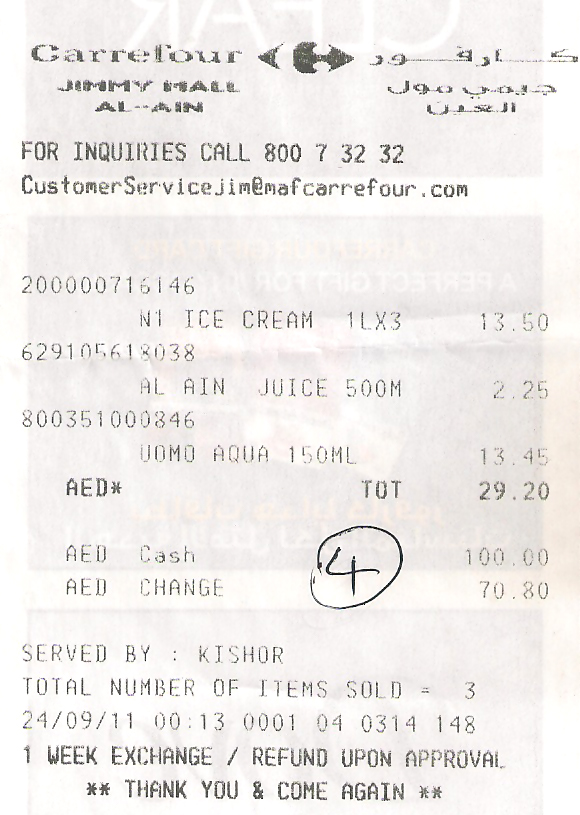 Carrefour كارفور
JIMMY MALL جيمي مول
AL--AIN العين
FOR INQUIRIES CALL 800 7 32 32
CustomerServicejim@mafcarrefour.com
200000716146
N1 ICE CREAM 1LX3 13.50
629105618038
AL AIN JUICE 500M 2.25
800351000846
UOMO AQUA 150ML 13.45
AED* TOT 29.20
AED Cash 100.00
4
AED CHANGE 70.80
SERVED BY : KISHOR
TOTAL NUMBER OF ITEMS SOLD = 3
24/09/11 00:13 0001 04 0314 148
1 WEEK EXCHANGE / REFUND UPON APPROVAL
** THANK YOU & COME AGAIN **